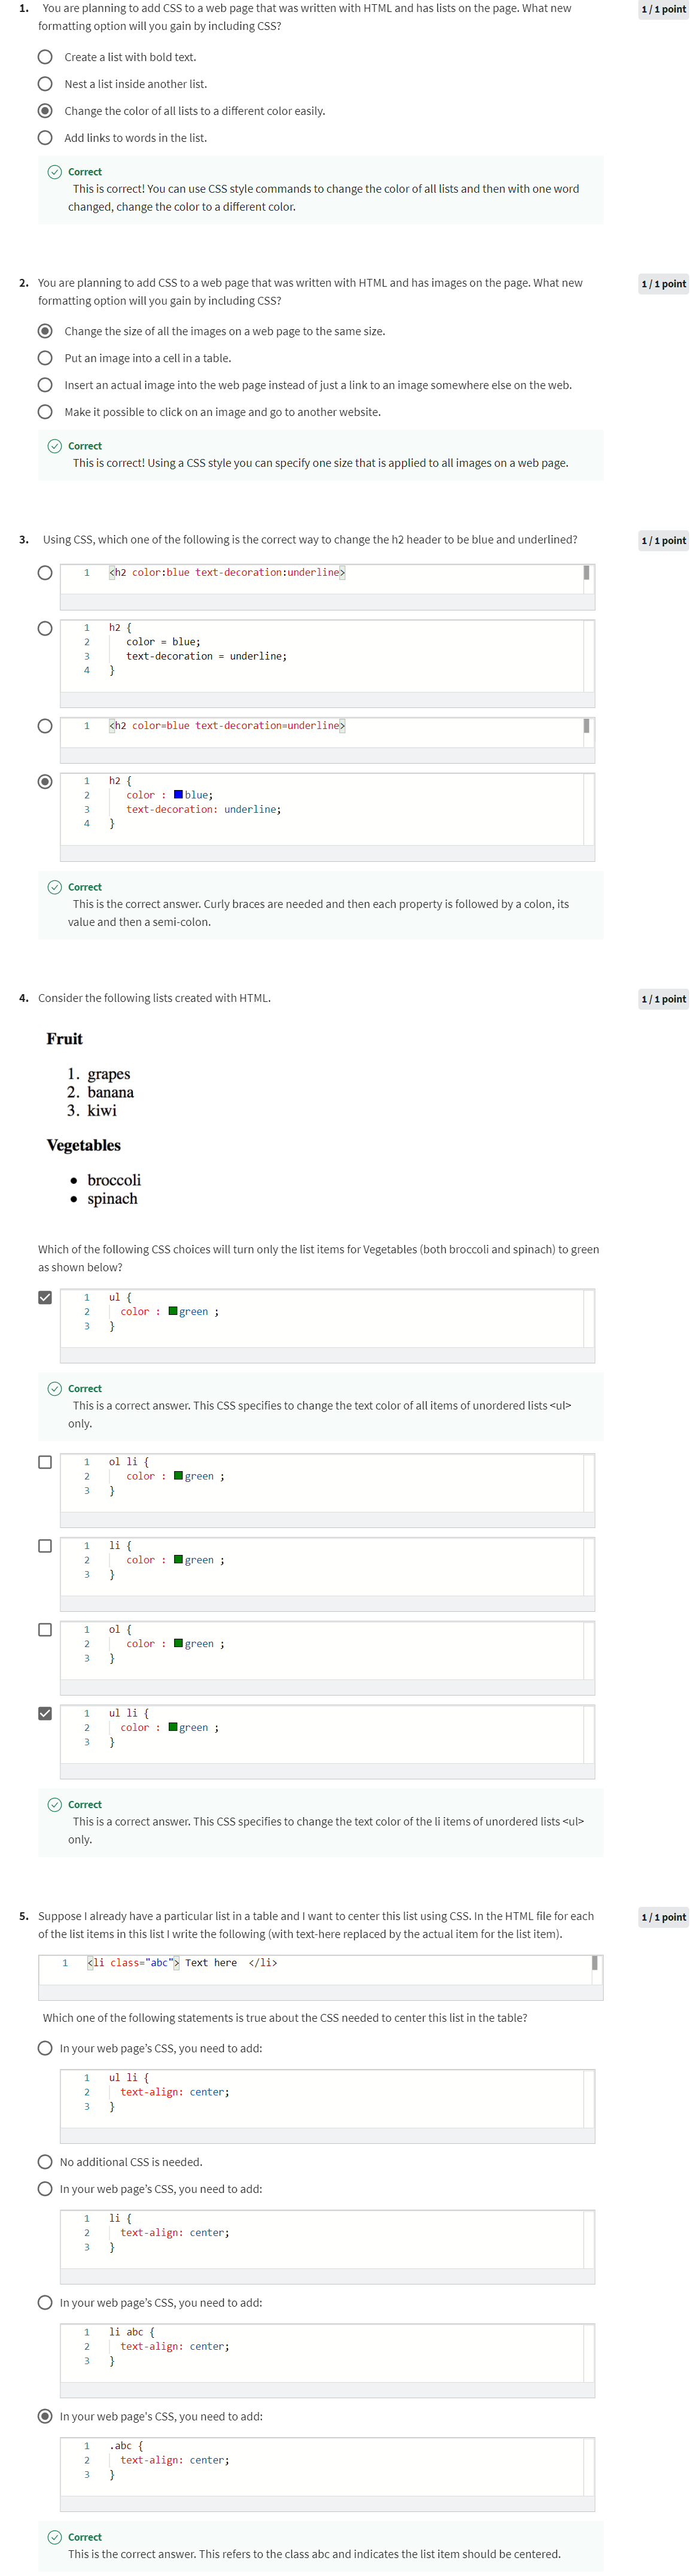 1. You are planning to add CSS to a web page that was written with HTML and has lists on the page. What new
1 / 1 point
formatting option will you gain by including CSS?
Create a list with bold text.
Nest a list inside another list.
Change the color of all lists to a different color easily.
Add links to words in the list.
Correct
This is correct! You can use CSS style commands to change the color of all lists and then with one word
changed, change the color to a different color.
2. You are planning to add CSS to a web page that was written with HTML and has images on the page. What new
1 / 1 point
formatting option will you gain by including CSS?
Change the size of all the images on a web page to the same size.
Put an image into a cell in a table.
Insert an actual image into the web page instead of just a link to an image somewhere else on the web.
Make it possible to click on an image and go to another website.
Correct
This is correct! Using a CSS style you can specify one size that is applied to all images on a web page.
3. Using CSS, which one of the following is the correct way to change the h2 header to be blue and underlined?
1 / 1 point
1 <h2 color:blue text-decoration:underline>
1 h2 {
2 color = blue;
3 text-decoration = underline;
4 }
1 <h2 color=blue text-decoration=underline>
1 h2 {
2 color : blue;
3 text-decoration: underline;
4 }
Correct
This is the correct answer. Curly braces are needed and then each property is followed by a colon, its
value and then a semi-colon.
4. Consider the following lists created with HTML.
1 / 1 point
Fruit
1. grapes
2. banana
3. kiwi
Vegetables
• broccoli
• spinach
Which of the following CSS choices will turn only the list items for Vegetables (both broccoli and spinach) to green
as shown below?
1 ul {
2 color : green ;
3 }
Correct
This is a correct answer. This CSS specifies to change the text color of all items of unordered lists <ul>
only.
1 ol li {
2 color : green ;
3 }
1 li {
2 color : green ;
3 }
1 ol {
2 color : green ;
3 }
1 ul li {
2 color : green ;
3 }
Correct
This is a correct answer. This CSS specifies to change the text color of the li items of unordered lists <ul>
only.
5. Suppose I already have a particular list in a table and I want to center this list using CSS. In the HTML file for each
1 / 1 point
of the list items in this list I write the following (with text-here replaced by the actual item for the list item).
1 <li class="abc"> Text here </li>
Which one of the following statements is true about the CSS needed to center this list in the table?
In your web page's CSS, you need to add:
1 ul li {
2 text-align: center;
3 }
No additional CSS is needed.
In your web page's CSS, you need to add:
1 li {
2 text-align: center;
3 }
In your web page's CSS, you need to add:
1 li abc {
2 text-align: center;
3 }
In your web page's CSS, you need to add:
1 .abc {
2 text-align: center;
3 }
Correct
This is the correct answer. This refers to the class abc and indicates the list item should be centered.